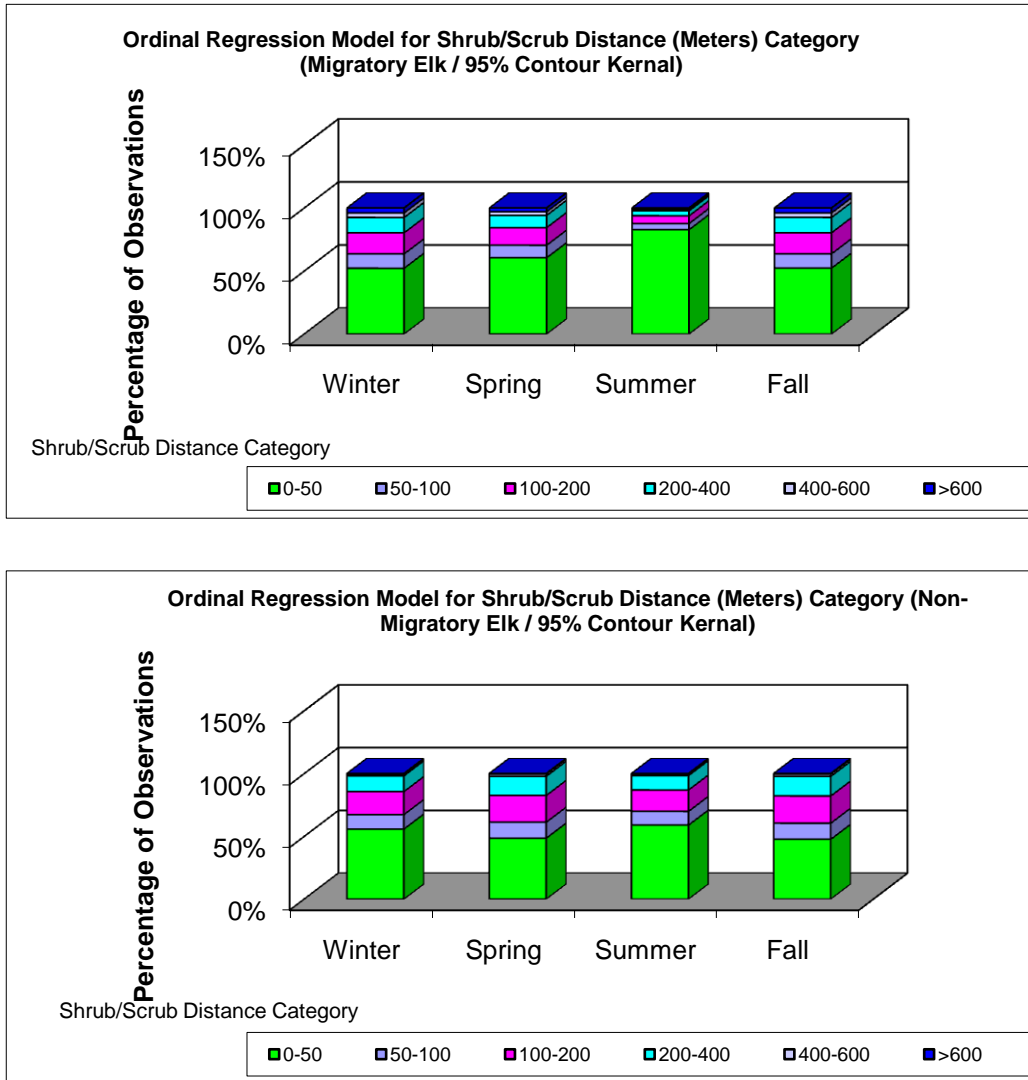 Ordinal Regression Model for Shrub/Scrub Distance (Meters) Category
(Migratory Elk / 95% Contour Kernal)
Percentage of Observations
150%
100%
50%
0%
Winter Spring Summer Fall
Shrub/Scrub Distance Category
0-50 50-100 100-200 200-400 400-600 >600
Ordinal Regression Model for Shrub/Scrub Distance (Meters) Category (Non-
Migratory Elk / 95% Contour Kernal)
Percentage of Observations
150%
100%
50%
0%
Winter Spring Summer Fall
Shrub/Scrub Distance Category
0-50 50-100 100-200 200-400 400-600 >600